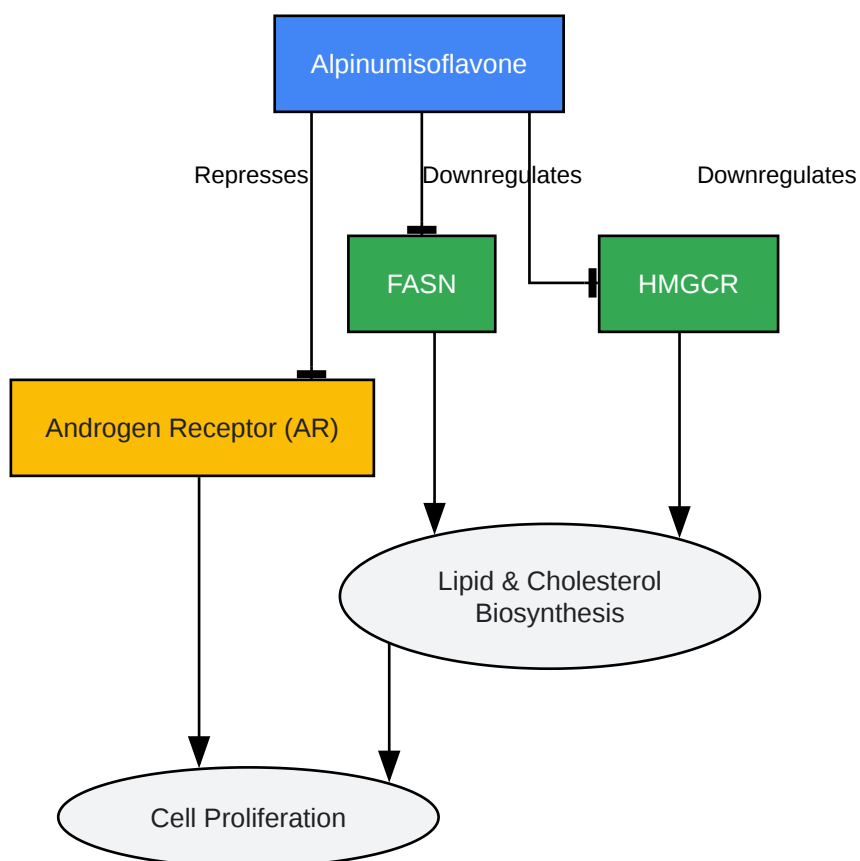 Alpinumisoflavone
Represses
Downregulates
Downregulates
FASN
HMGCR
Androgen Receptor (AR)
Lipid & Cholesterol
Biosynthesis
Cell Proliferation